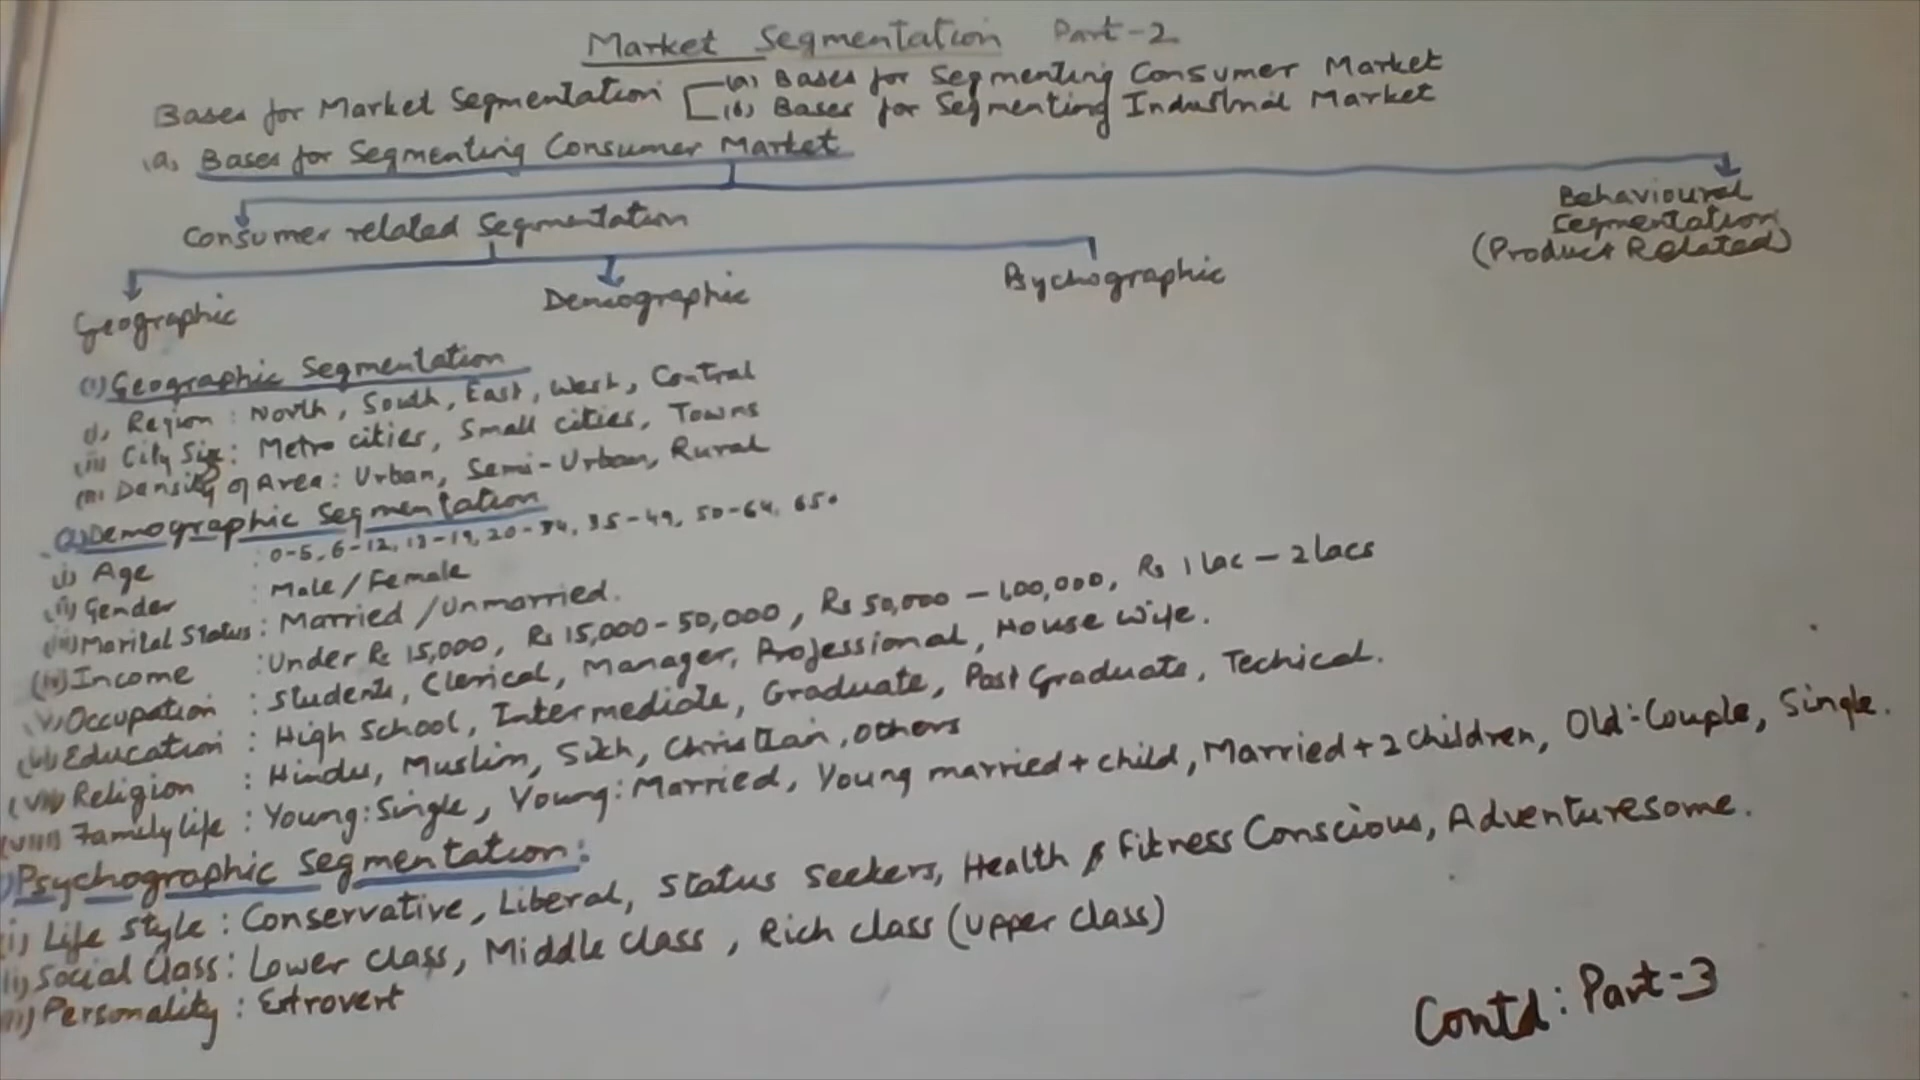 Market Segmentation Part-2
Bases for Market Segmentation (a) Bases for Segmenting Consumer Market
(b) Bases for Segmenting Industrial Market
(a) Bases for Segmenting Consumer Market
Consumer related Segmentation
Behavioural Segmentation (Product Related)
Geographic Demographic Psychographic
(1) Geographic Segmentation
(i) Region : North, South, East, West, Central
(ii) City Size : Metro cities, Small cities, Towns
(iii) Density of Area : Urban, Semi-Urban, Rural
(2) Demographic Segmentation
(i) Age : 0-5, 6-12, 13-19, 20-34, 35-49, 50-64, 65+
(ii) Gender : Male / Female
(iii) Marital Status : Married / Unmarried.
(iv) Income : Under Rs 15,000, Rs 15,000-50,000, Rs 50,000 - 1,00,000, Rs 1 lac - 2 lacs
(v) Occupation : Students, Clerical, Manager, Professional, House wife.
(vi) Education : High School, Intermediate, Graduate, Post Graduate, Techical.
(vii) Religion : Hindu, Muslim, Sikh, Christian, others
(viii) Family life : Young: Single, Young: Married, Young married + child, Married + 2 children, Old: Couple, Single.
) Psychographic Segmentation:
(i) Life Style : Conservative, Liberal, Status Seekers, Health & Fitness Conscious, Adventuresome.
ii) Social Class : Lower class, Middle class, Rich class (Upper class)
iii) Personality : Extrovert
Contd : Part-3